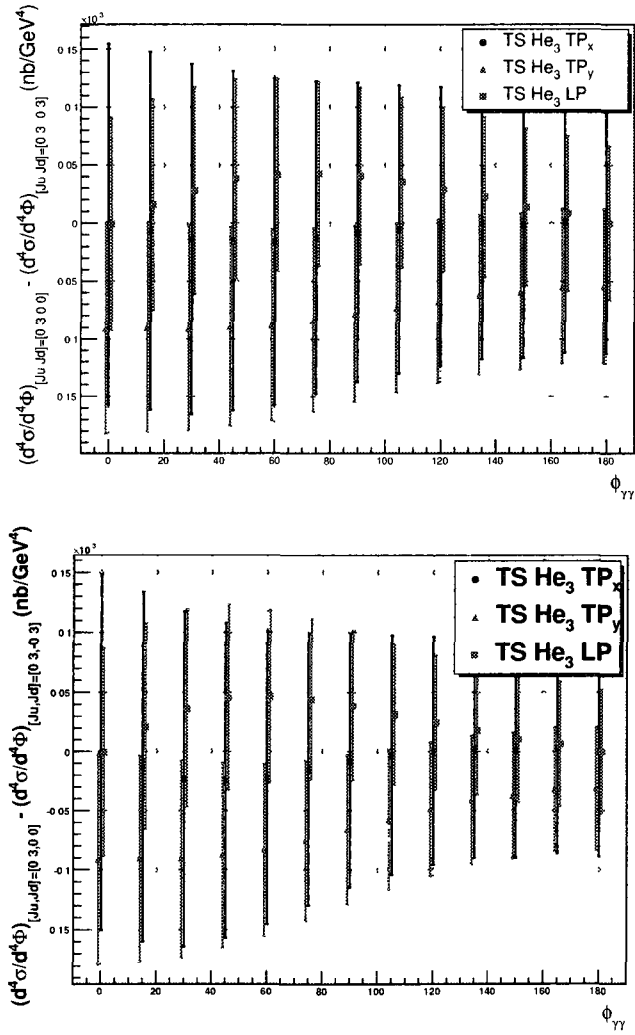 ×10³
(d⁴σ/d⁴Φ)[Ju Jd]=[0 3 0 0] - (d⁴σ/d⁴Φ)[Ju Jd]=[0 3 0 3] (nb/GeV⁴)
TS He₃ TPₓ
TS He₃ TPᵧ
TS He₃ LP
0 15
0 1
0 05
0
0 05
0 1
0 15
0 20 40 60 80 100 120 140 160 180
ϕγγ
×10³
(d⁴σ/d⁴Φ)[Ju,Jd]=[0 3,0 0] - (d⁴σ/d⁴Φ)[Ju,Jd]=[0 3,-0 3] (nb/GeV⁴)
TS He₃ TPₓ
TS He₃ TPᵧ
TS He₃ LP
0 15
0 1
0 05
0
-0 05
-0 1
0 15
0 20 40 60 80 100 120 140 160 180
ϕγγ